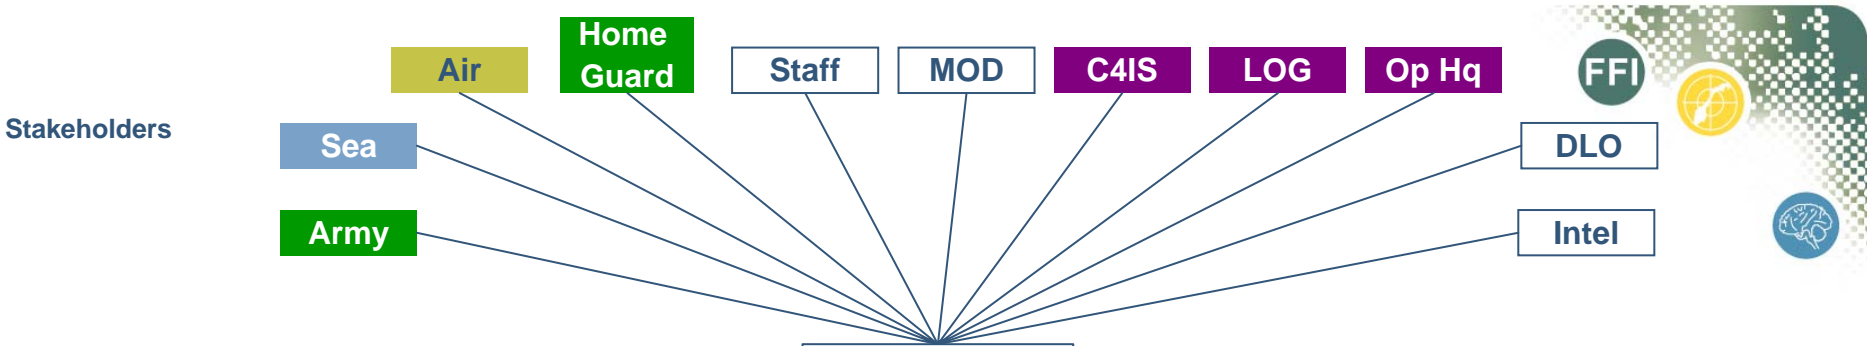 Home
Guard
Air
Staff
MOD
C4IS
LOG
Op Hq
FFI
Stakeholders
Sea
DLO
Army
Intel